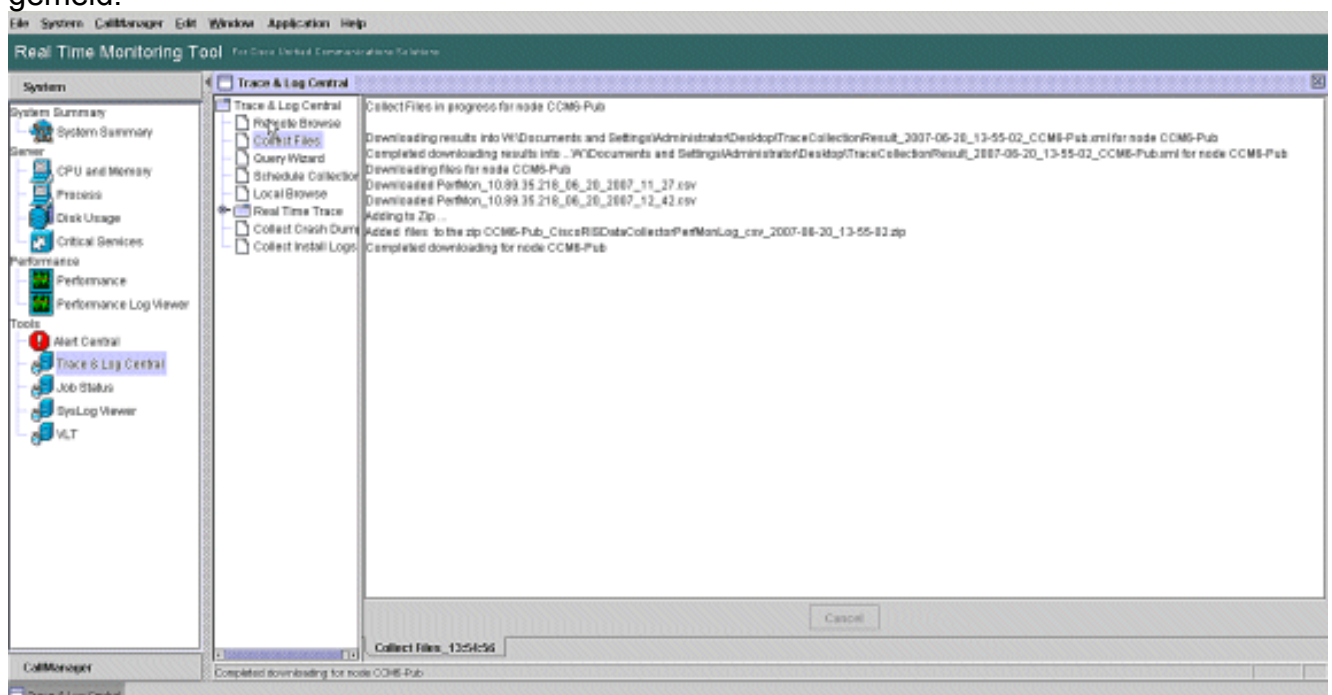 gemeld.
File System CallManager Edit Window Application Help
Real Time Monitoring Tool For Cisco Unified Communications Solutions
System
System Summary
System Summary
Server
CPU and Memory
Process
Disk Usage
Critical Services
Performance
Performance
Performance Log Viewer
Tools
Alert Central
Trace & Log Central
Job Status
SysLog Viewer
VLT
CallManager
Trace & Log Central
Trace & Log Central
Remote Browse
Collect Files
Query Wizard
Schedule Collection
Local Browse
Real Time Trace
Collect Crash Dump
Collect Install Logs
Collect Files in progress for node CCM6-Pub
Downloading results into W:\Documents and Settings\Administrator\Desktop\TraceCollectionResult_2007-06-20_13-55-02_CCM6-Pub.xml for node CCM6-Pub
Completed downloading results into ...W:\Documents and Settings\Administrator\Desktop\TraceCollectionResult_2007-06-20_13-55-02_CCM6-Pub.xml for node CCM6-Pub
Downloading files for node CCM6-Pub
Downloaded PerfMon_10.89.35.218_06_20_2007_11_27.csv
Downloaded PerfMon_10.89.35.218_06_20_2007_12_42.csv
Adding to Zip ...
Added files to the zip CCM6-Pub_CiscoRISDataCollectorPerfMonLog_csv_2007-06-20_13-55-02.zip
Completed downloading for node CCM6-Pub
Cancel
Collect Files_13:54:56
Completed downloading for node CCM6-Pub
Trace & Log Central